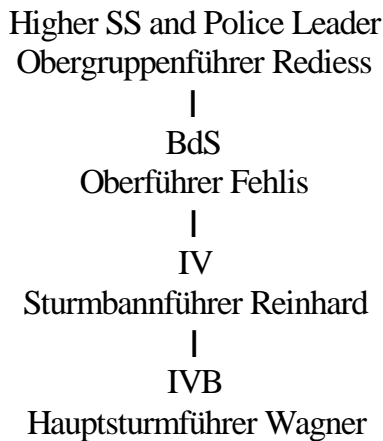 Higher SS and Police Leader
Obergruppenführer Rediess
BdS
Oberführer Fehlis
IV
Sturmbannführer Reinhard
IVB
Hauptsturmführer Wagner